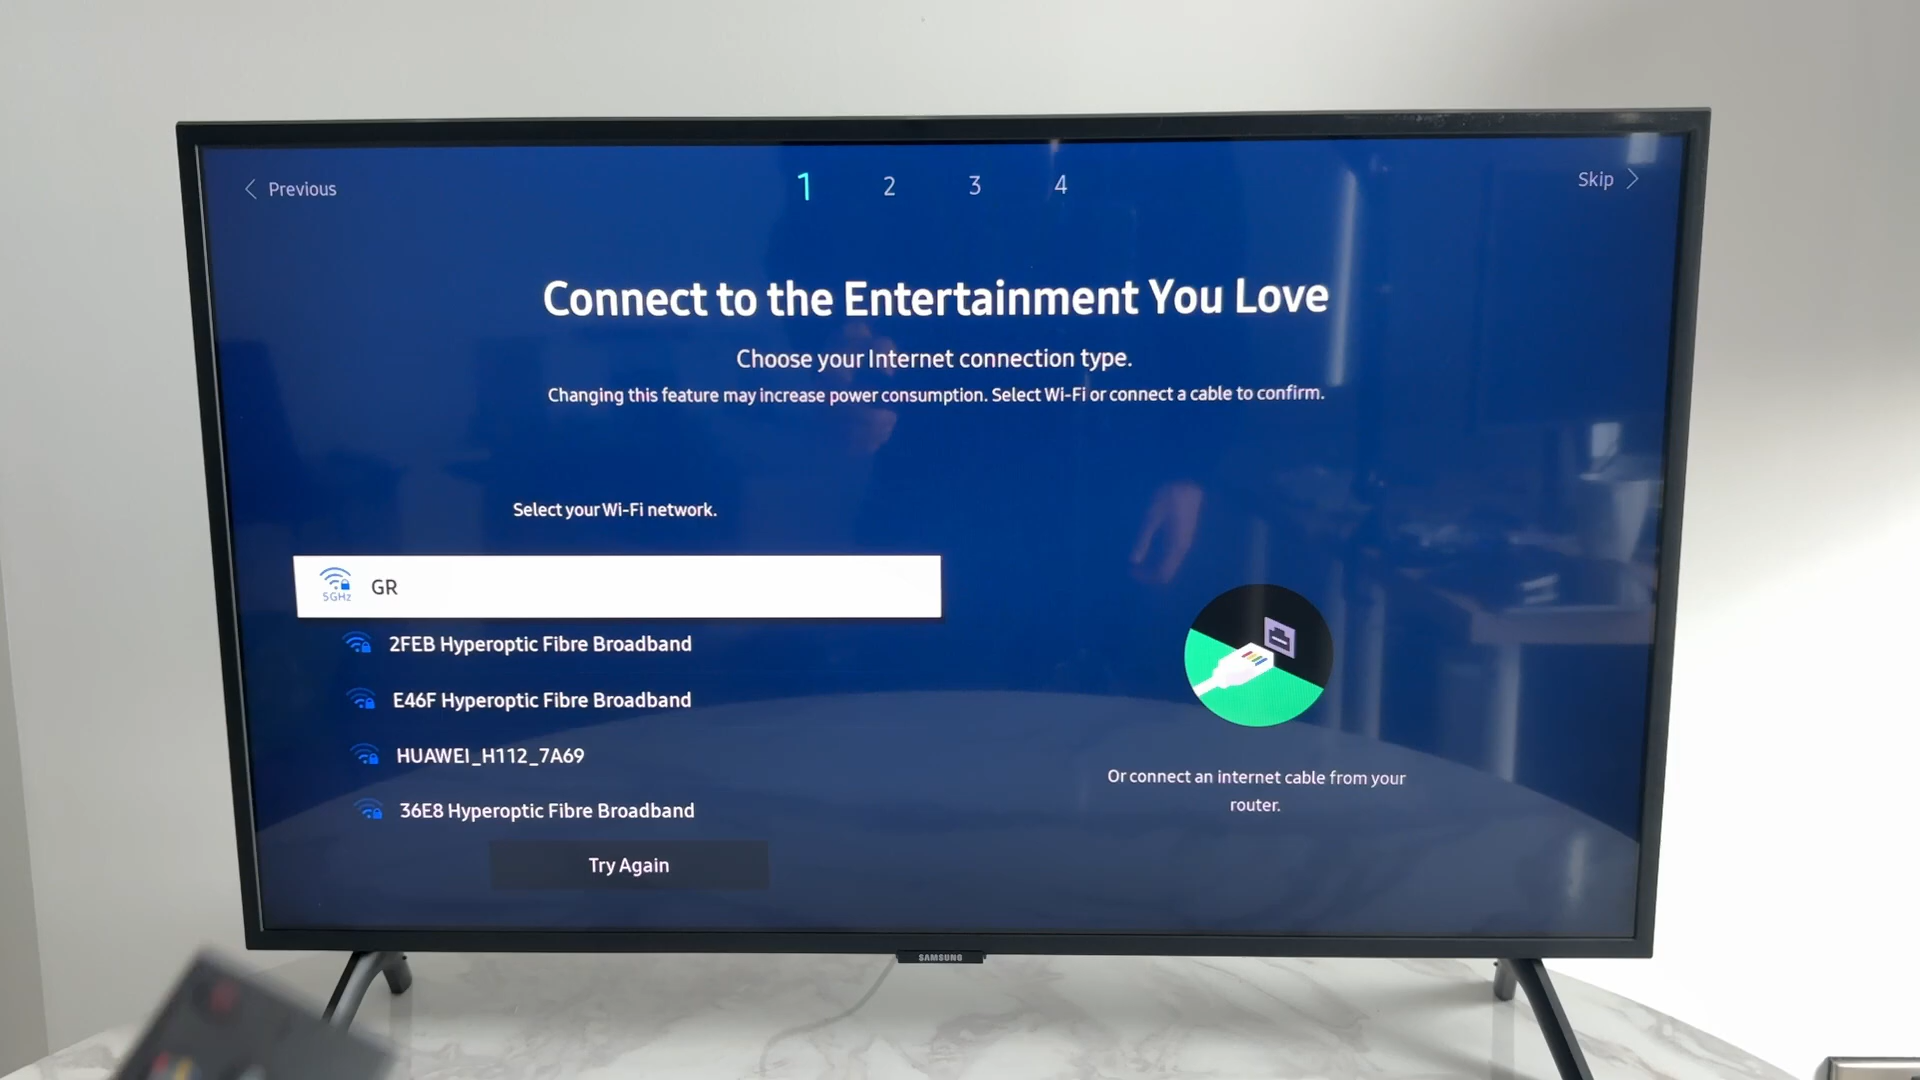 Previous
1 2 3 4
Skip
Connect to the Entertainment You Love
Choose your Internet connection type.
Changing this feature may increase power consumption. Select Wi-Fi or connect a cable to confirm.
Select your Wi-Fi network.
5GHz GR
2FEB Hyperoptic Fibre Broadband
E46F Hyperoptic Fibre Broadband
HUAWEI_H112_7A69
36E8 Hyperoptic Fibre Broadband
Try Again
Or connect an internet cable from your
router.
SAMSUNG